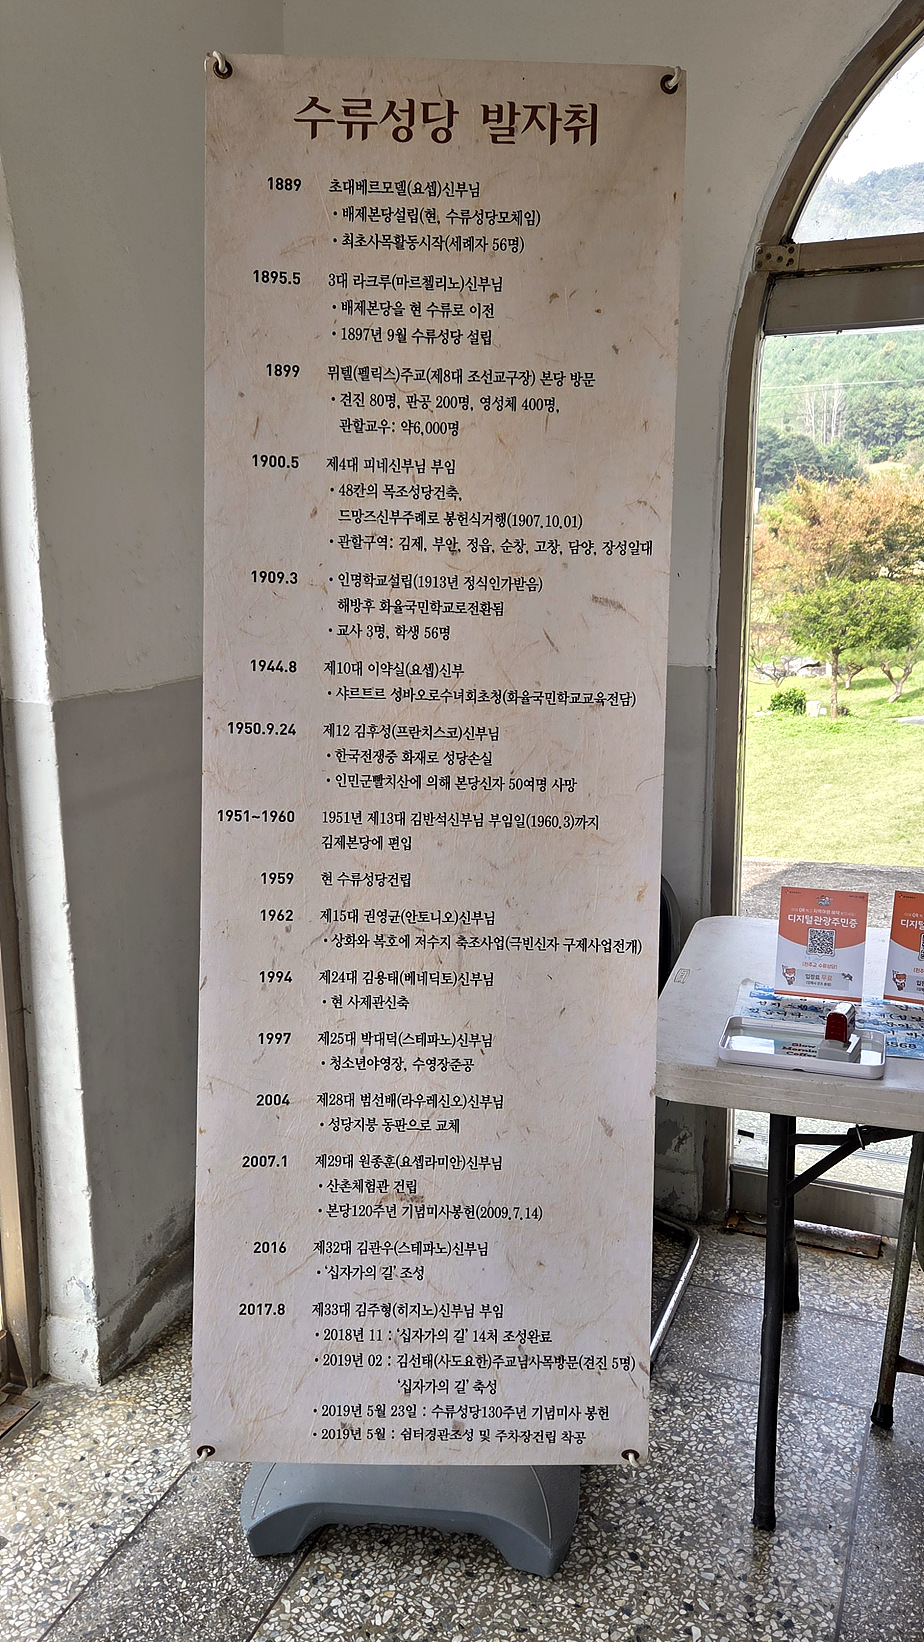 수류성당 발자취
1889 초대베르모델(요셉)신부님
• 배제본당설립(현, 수류성당모체임)
• 최초사목활동시작(세례자 56명)
1895.5 3대 라크루(마르첼리노)신부님
• 배제본당을 현 수류로 이전
• 1897년 9월 수류성당 설립
1899 뮈텔(펠릭스)주교(제8대 조선교구장) 본당 방문
• 견진 80명, 판공 200명, 영성체 400명,
관할교우: 약6,000명
1900.5 제4대 피네신부님 부임
• 48칸의 목조성당건축,
드망즈신부주례로 봉헌식거행(1907.10.01)
• 관할구역: 김제, 부안, 정읍, 순창, 고창, 담양, 장성일대
1909.3 • 인명학교설립(1913년 정식인가받음)
해방후 화율국민학교로전환됨
• 교사 3명, 학생 56명
1944.8 제10대 이약실(요셉)신부
• 샤르트르 성바오로수녀회초청(화율국민학교교육전담)
1950.9.24 제12 김후성(프란치스코)신부님
• 한국전쟁중 화재로 성당손실
• 인민군빨치산에 의해 본당신자 50여명 사망
1951~1960 1951년 제13대 김반석신부님 부임일(1960.3)까지
김제본당에 편입
1959 현 수류성당건립
1962 제15대 권영균(안토니오)신부님
• 상화와 복호에 저수지 축조사업(극빈신자 구제사업전개)
1994 제24대 김용태(베네딕토)신부님
• 현 사제관신축
1997 제25대 박대덕(스테파노)신부님
• 청소년야영장, 수영장준공
2004 제28대 범선배(라우레신오)신부님
• 성당지붕 동판으로 교체
2007.1 제29대 원종훈(요셉라미안)신부님
• 산촌체험관 건립
• 본당120주년 기념미사봉헌(2009.7.14)
2016 제32대 김관우(스테파노)신부님
• ‘십자가의 길’ 조성
2017.8 제33대 김주형(히지노)신부님 부임
• 2018년 11 : ‘십자가의 길’ 14처 조성완료
• 2019년 02 : 김선태(사도요한)주교님사목방문(견진 5명)
‘십자가의 길’ 축성
• 2019년 5월 23일 : 수류성당130주년 기념미사 봉헌
• 2019년 5월 : 쉼터경관조성 및 주차장건립 착공
디지털관광주민증
입장료 무료
Slow
Morning
Coffee